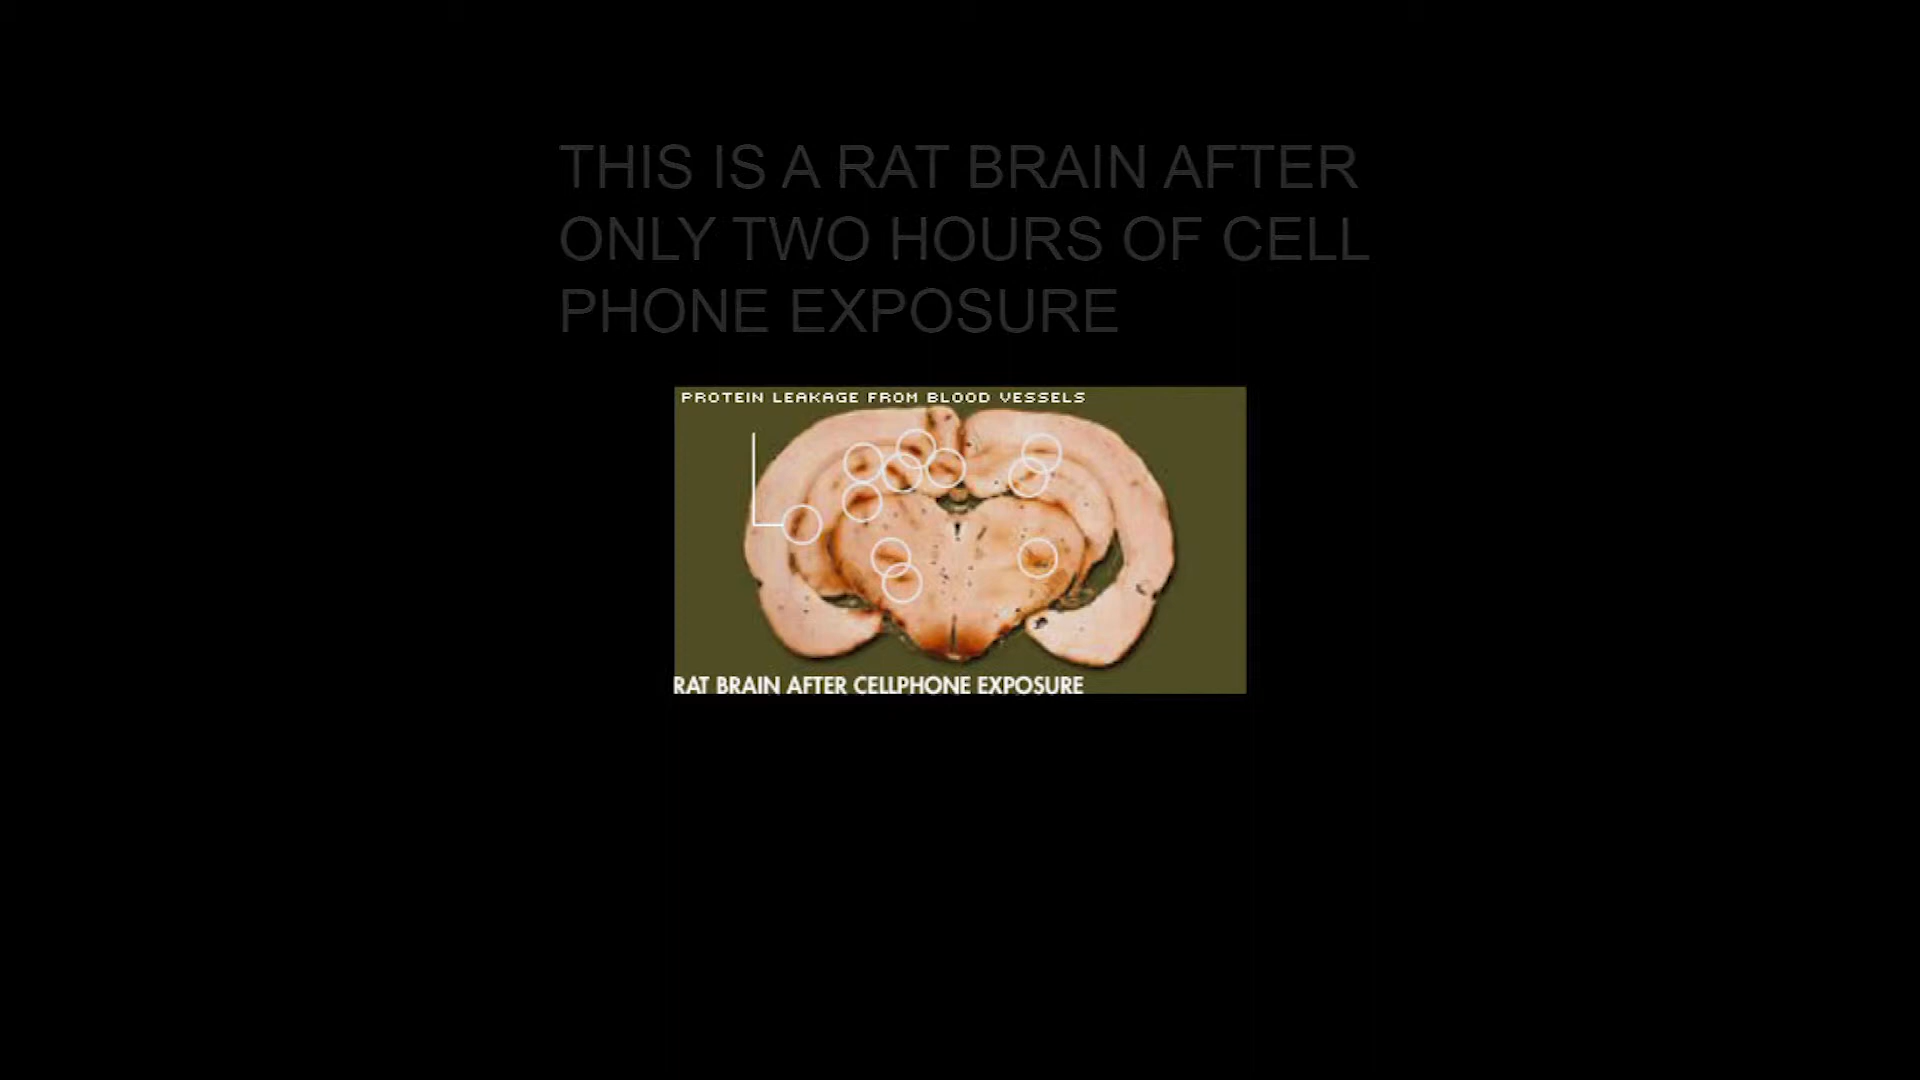 THIS IS A RAT BRAIN AFTER
ONLY TWO HOURS OF CELL
PHONE EXPOSURE
PROTEIN LEAKAGE FROM BLOOD VESSELS
RAT BRAIN AFTER CELLPHONE EXPOSURE